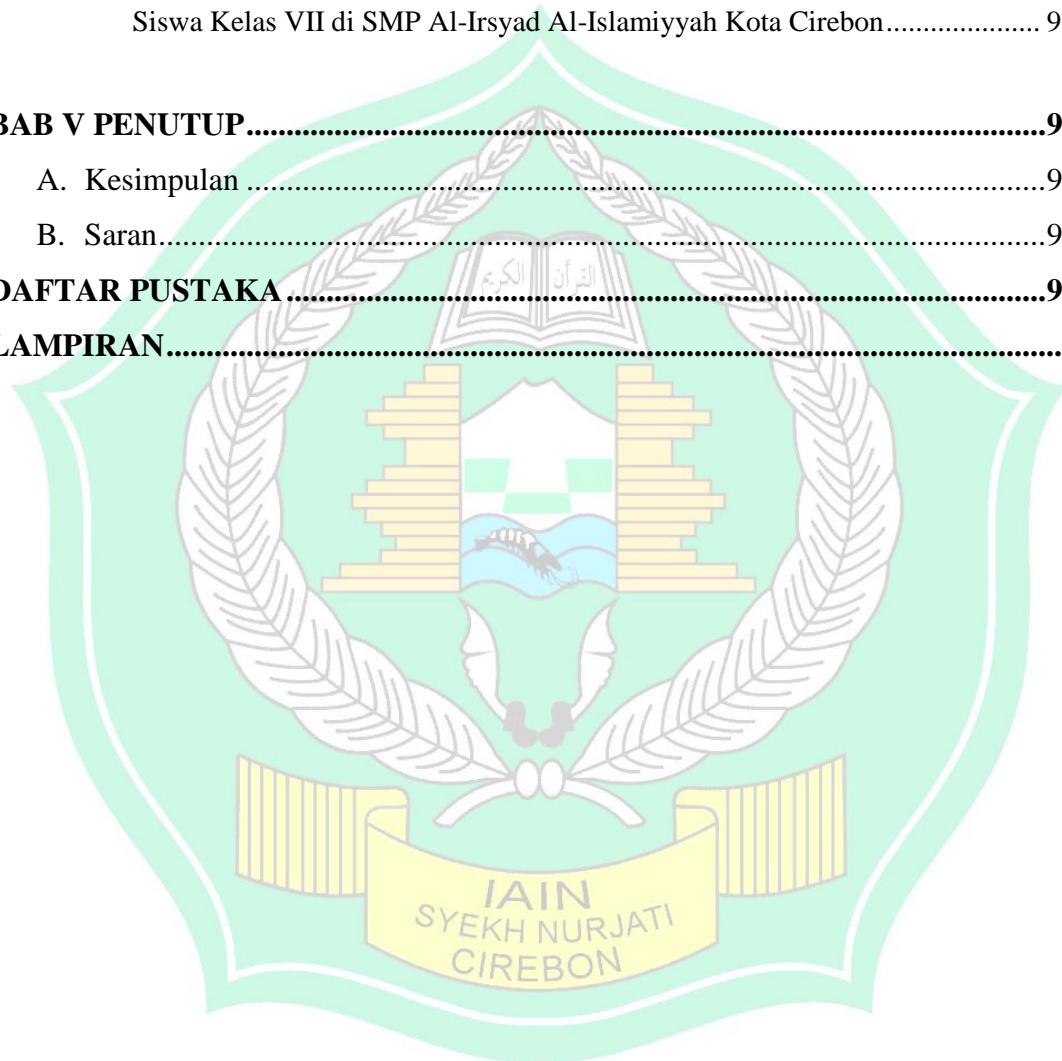 Siswa Kelas VII di SMP Al-Irsyad Al-Islamiyyah Kota Cirebon.................... 9
BAB V PENUTUP..............................................................................................9
A. Kesimpulan ..............................................................................................9
B. Saran........................................................................................................9
DAFTAR PUSTAKA ........................................................................................9
LAMPIRAN.......................................................................................................
القرأن الكريم
IAIN
SYEKH NURJATI
CIREBON